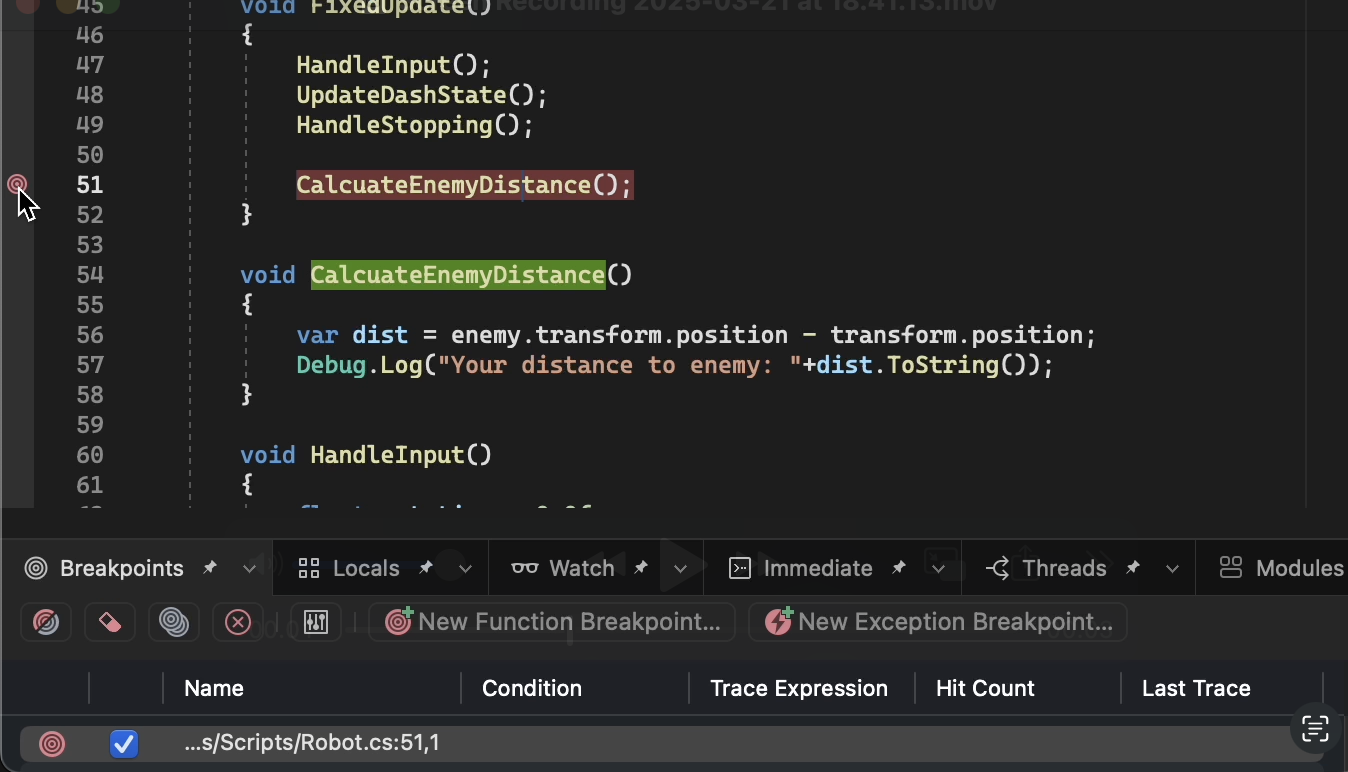 Recording 2025-03-21 at 18.41.13.mov
45 void FixedUpdate()
46 {
47 HandleInput();
48 UpdateDashState();
49 HandleStopping();
50
51 CalcuateEnemyDistance();
52 }
53
54 void CalcuateEnemyDistance()
55 {
56 var dist = enemy.transform.position - transform.position;
57 Debug.Log("Your distance to enemy: "+dist.ToString());
58 }
59
60 void HandleInput()
61 {
Breakpoints Locals Watch Immediate Threads Modules
New Function Breakpoint... New Exception Breakpoint...
Name Condition Trace Expression Hit Count Last Trace
...s/Scripts/Robot.cs:51,1